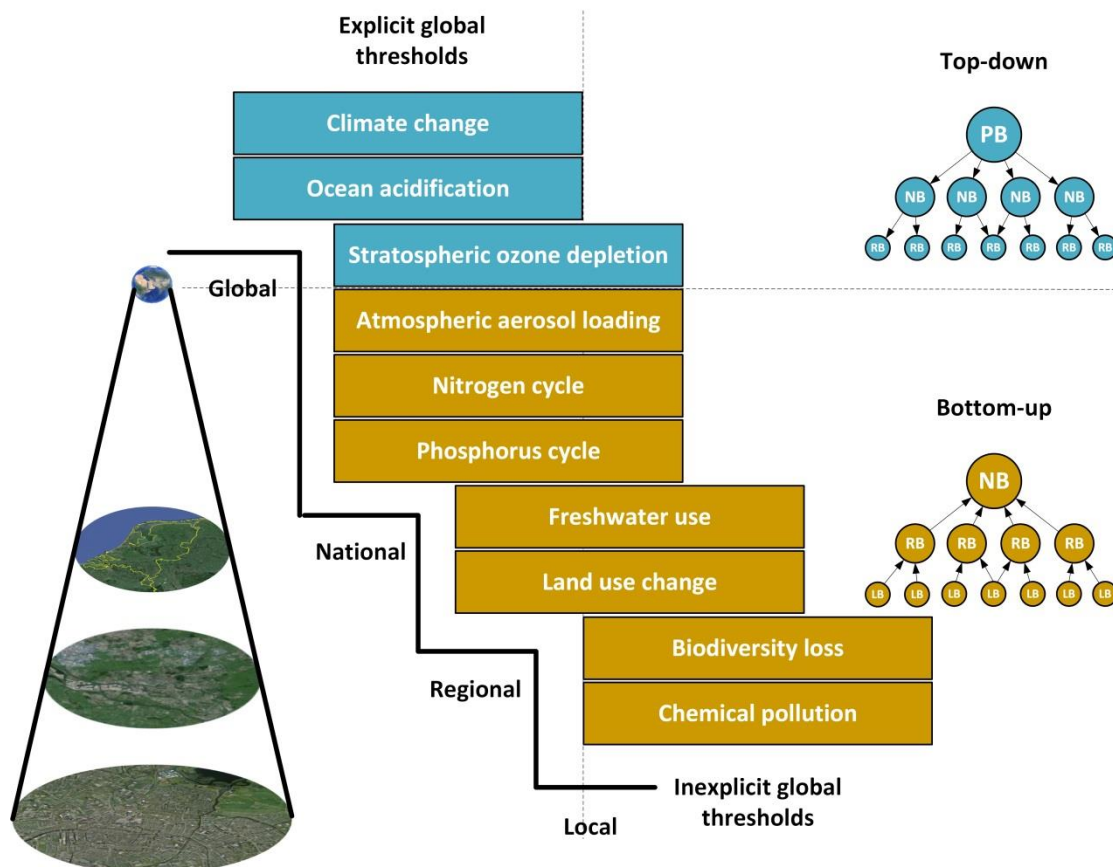 Explicit global
thresholds
Top-down
Climate change
PB
Ocean acidification
NB NB NB NB
Stratospheric ozone depletion
RB RB RB RB RB RB RB
Global
Atmospheric aerosol loading
Nitrogen cycle
Bottom-up
Phosphorus cycle
NB
Freshwater use
National
RB RB RB RB
Land use change
LB LB LB LB LB LB LB
Biodiversity loss
Regional
Chemical pollution
Inexplicit global
thresholds
Local